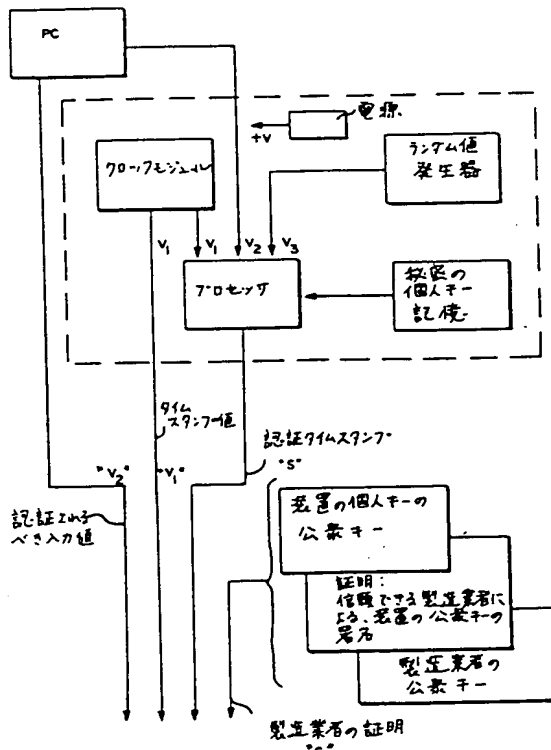 PC
電源
+V
クロックモジュール
ランダム値
発生器
V₁
V₁
V₂
V₃
プロセッサ
秘密の
個人キー
記憶
タイム
スタンプ値
認証タイムスタンプ
"S"
"V₂"
"V₁"
認証される
べき入力値
装置の個人キーの
公衆キー
証明:
信頼できる製造業者に
よる、装置の公衆キーの
署名
製造業者の
公衆キー
製造業者の証明